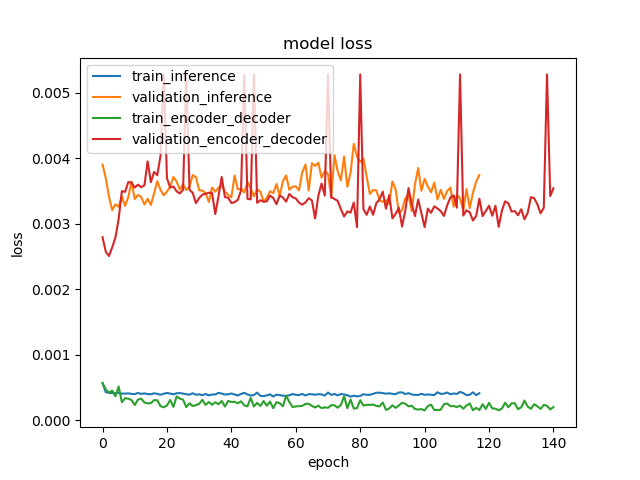 model loss
train_inference
validation_inference
train_encoder_decoder
validation_encoder_decoder
loss
0.005
0.004
0.003
0.002
0.001
0.000
0 20 40 60 80 100 120 140
epoch